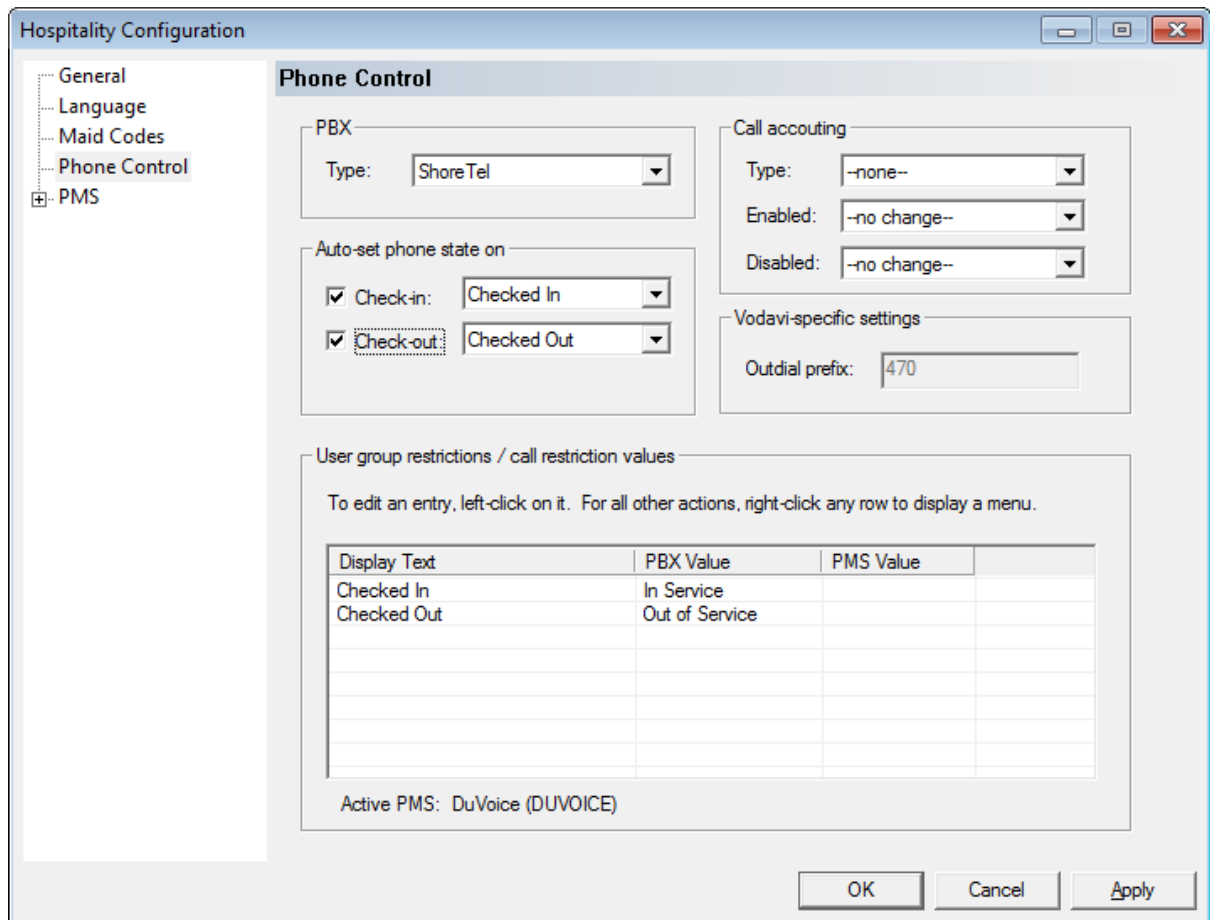 Hospitality Configuration
General
Language
Maid Codes
Phone Control
PMS
Phone Control
PBX
Type: ShoreTel
Auto-set phone state on
Check-in: Checked In
Check-out: Checked Out
Call accouting
Type: --none--
Enabled: --no change--
Disabled: --no change--
Vodavi-specific settings
Outdial prefix: 470
User group restrictions / call restriction values
To edit an entry, left-click on it. For all other actions, right-click any row to display a menu.
Display Text PBX Value PMS Value
Checked In In Service
Checked Out Out of Service
Active PMS: DuVoice (DUVOICE)
OK Cancel Apply